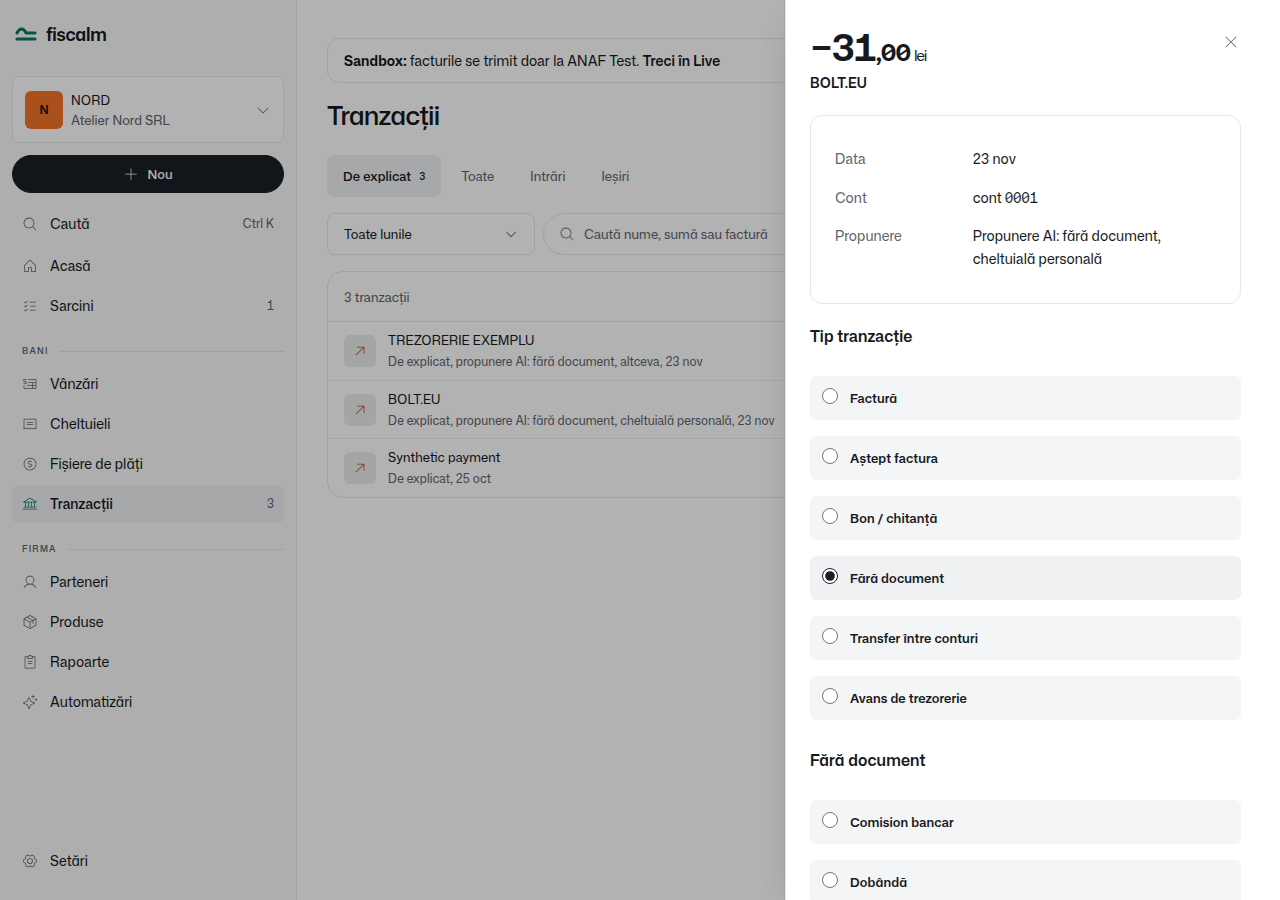 fiscalm
N
NORD
Atelier Nord SRL
Nou
Caută Ctrl K
Acasă
Sarcini 1
BANI
Vânzări
Cheltuieli
Fișiere de plăți
Tranzacții 3
FIRMA
Parteneri
Produse
Rapoarte
Automatizări
Setări
Sandbox: facturile se trimit doar la ANAF Test. Treci în Live
Tranzacții
De explicat 3 Toate Intrări Ieșiri
Toate lunile Caută nume, sumă sau factură
3 tranzacții
TREZORERIE EXEMPLU
De explicat, propunere AI: fără document, altceva, 23 nov
BOLT.EU
De explicat, propunere AI: fără document, cheltuială personală, 23 nov
Synthetic payment
De explicat, 25 oct
−31,00 lei
BOLT.EU
Data 23 nov
Cont cont 0001
Propunere Propunere AI: fără document,
cheltuială personală
Tip tranzacție
Factură
Aștept factura
Bon / chitanță
Fără document
Transfer între conturi
Avans de trezorerie
Fără document
Comision bancar
Dobândă